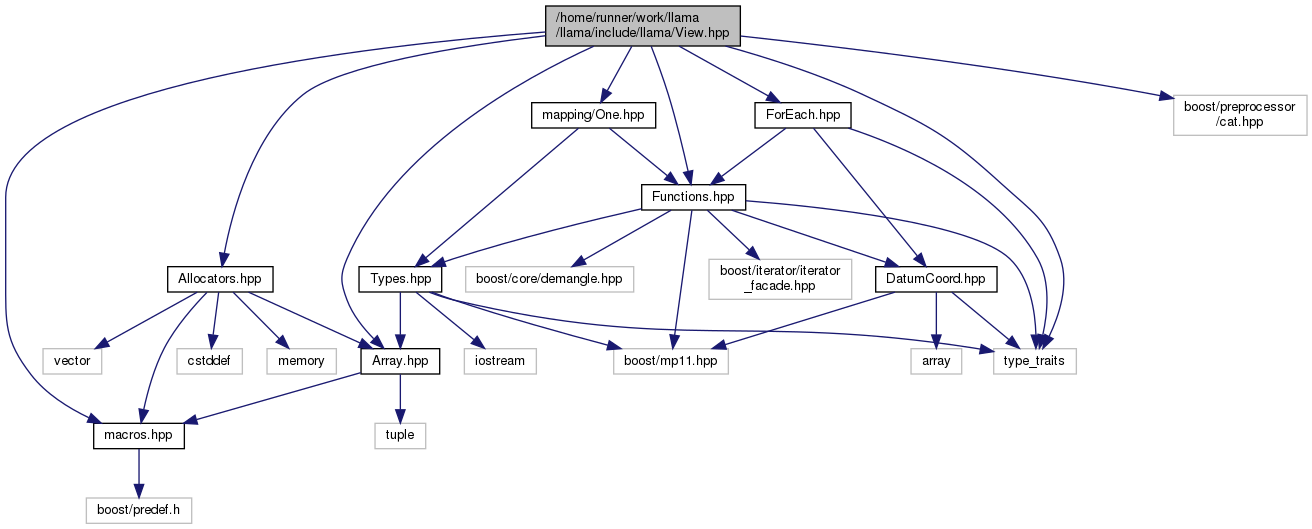 /home/runner/work/llama
/llama/include/llama/View.hpp
mapping/One.hpp
ForEach.hpp
boost/preprocessor
/cat.hpp
Functions.hpp
Allocators.hpp
Types.hpp
boost/core/demangle.hpp
boost/iterator/iterator
_facade.hpp
DatumCoord.hpp
vector
cstddef
memory
Array.hpp
iostream
boost/mp11.hpp
array
type_traits
macros.hpp
tuple
boost/predef.h